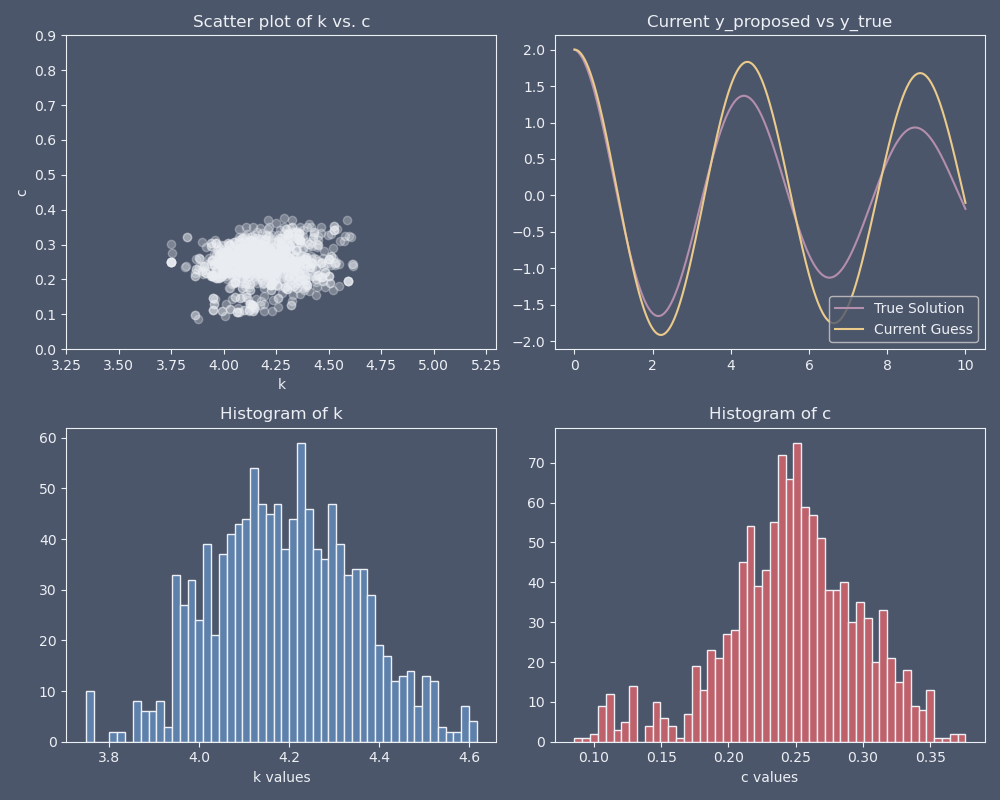 Scatter plot of k vs. c
0.9
0.8
0.7
0.6
0.5
0.4
0.3
0.2
0.1
0.0
c
3.25 3.50 3.75 4.00 4.25 4.50 4.75 5.00 5.25
k
Current y_proposed vs y_true
2.0
1.5
1.0
0.5
0.0
−0.5
−1.0
−1.5
−2.0
True Solution
Current Guess
0 2 4 6 8 10
Histogram of k
60
50
40
30
20
10
0
3.8 4.0 4.2 4.4 4.6
k values
Histogram of c
70
60
50
40
30
20
10
0
0.10 0.15 0.20 0.25 0.30 0.35
c values